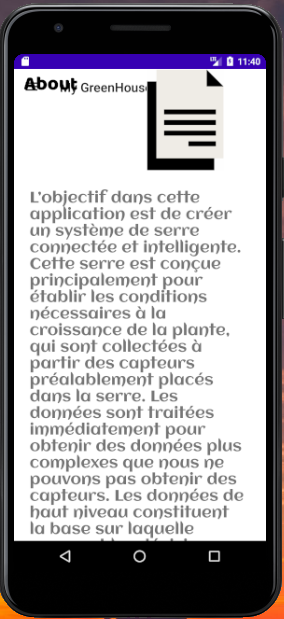 11:40
About
My GreenHouse
L'objectif dans cette
application est de créer
un système de serre
connectée et intelligente.
Cette serre est conçue
principalement pour
établir les conditions
nécessaires à la
croissance de la plante,
qui sont collectées à
partir des capteurs
préalablement placés
dans la serre. Les
données sont traitées
immédiatement pour
obtenir des données plus
complexes que nous ne
pouvons pas obtenir des
capteurs. Les données de
haut niveau constituent
la base sur laquelle